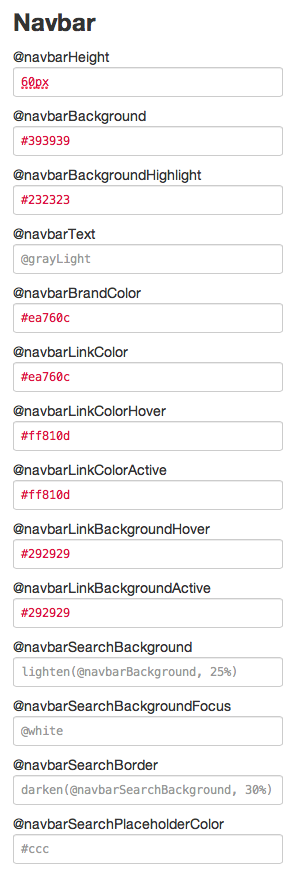 Navbar
@navbarHeight
60px
@navbarBackground
#393939
@navbarBackgroundHighlight
#232323
@navbarText
@grayLight
@navbarBrandColor
#ea760c
@navbarLinkColor
#ea760c
@navbarLinkColorHover
#ff810d
@navbarLinkColorActive
#ff810d
@navbarLinkBackgroundHover
#292929
@navbarLinkBackgroundActive
#292929
@navbarSearchBackground
lighten(@navbarBackground, 25%)
@navbarSearchBackgroundFocus
@white
@navbarSearchBorder
darken(@navbarSearchBackground, 30%)
@navbarSearchPlaceholderColor
#ccc